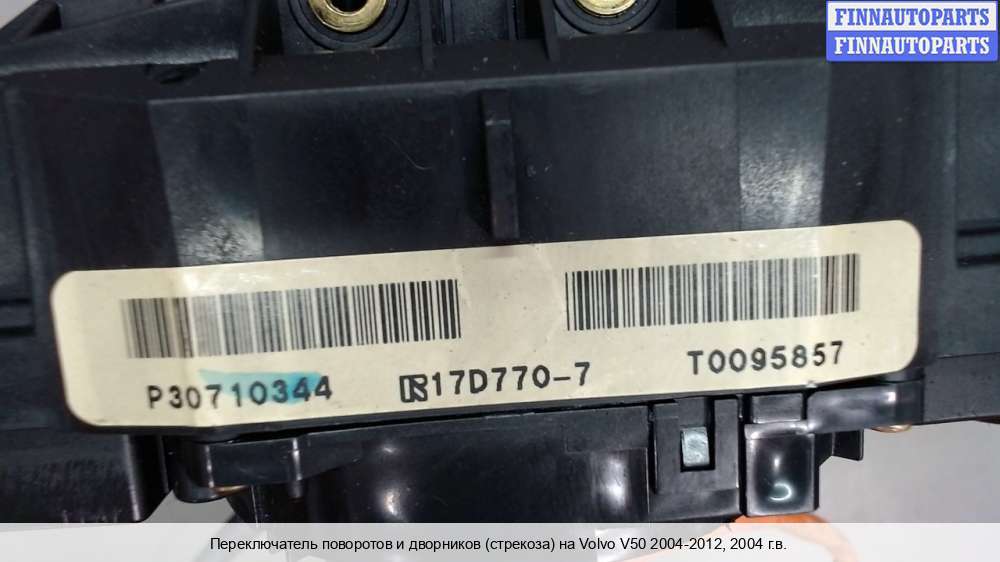 FINNAUTOPARTS
FINNAUTOPARTS
P30710344 17D770-7 T0095857
Переключатель поворотов и дворников (стрекоза) на Volvo V50 2004-2012, 2004 г.в.